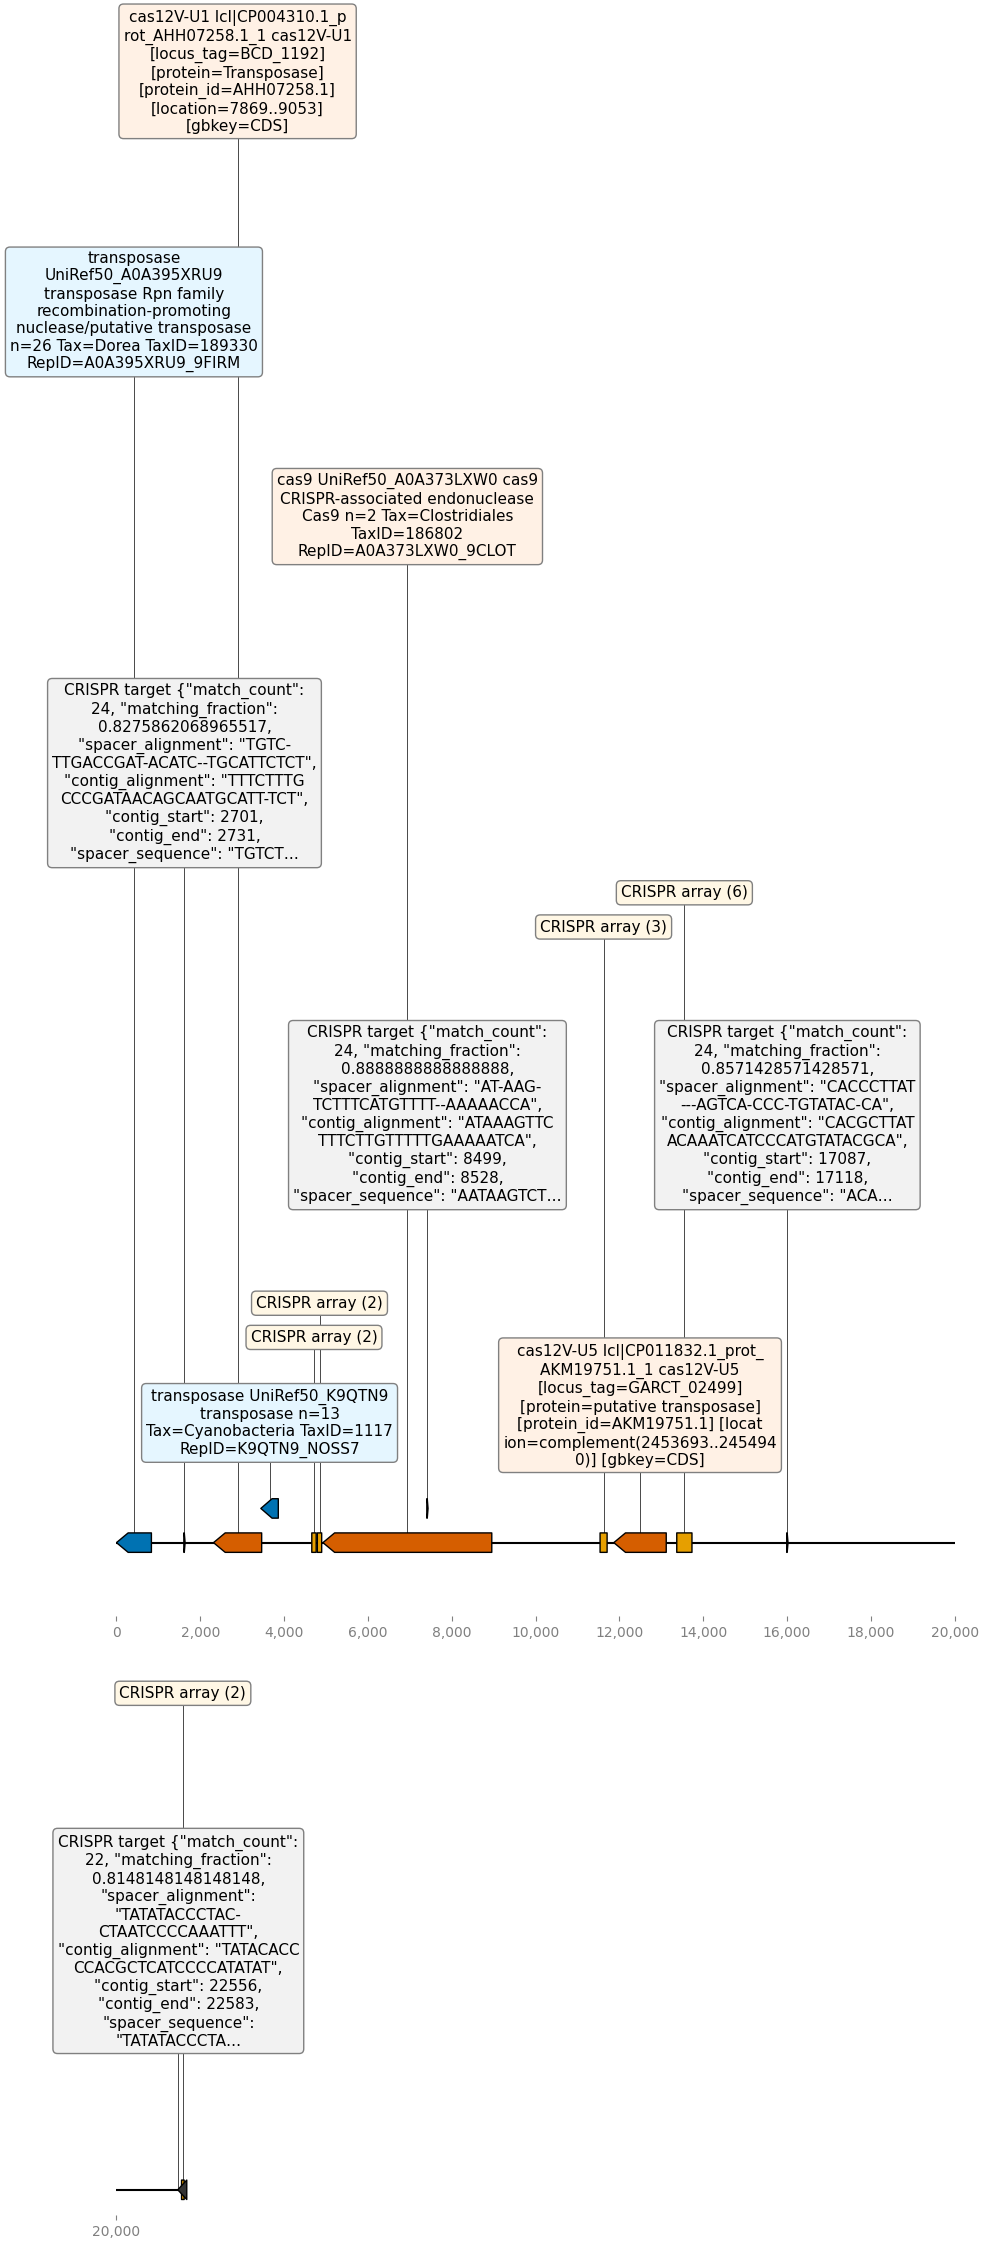 cas12V-U1 lcl|CP004310.1_p
rot_AHH07258.1_1 cas12V-U1
[locus_tag=BCD_1192]
[protein=Transposase]
[protein_id=AHH07258.1]
[location=7869..9053]
[gbkey=CDS]
transposase
UniRef50_A0A395XRU9
transposase Rpn family
recombination-promoting
nuclease/putative transposase
n=26 Tax=Dorea TaxID=189330
RepID=A0A395XRU9_9FIRM
cas9 UniRef50_A0A373LXW0 cas9
CRISPR-associated endonuclease
Cas9 n=2 Tax=Clostridiales
TaxID=186802
RepID=A0A373LXW0_9CLOT
CRISPR target {"match_count":
24, "matching_fraction":
0.8275862068965517,
"spacer_alignment": "TGTC-
TTGACCGAT-ACATC--TGCATTCTCT",
"contig_alignment": "TTTCTTTG
CCCGATAACAGCAATGCATT-TCT",
"contig_start": 2701,
"contig_end": 2731,
"spacer_sequence": "TGTCT...
CRISPR array (6)
CRISPR array (3)
CRISPR target {"match_count":
24, "matching_fraction":
0.8888888888888888,
"spacer_alignment": "AT-AAG-
TCTTTCATGTTTT--AAAAACCA",
"contig_alignment": "ATAAAGTTC
TTTCTTGTTTTTGAAAAATCA",
"contig_start": 8499,
"contig_end": 8528,
"spacer_sequence": "AATAAGTCT...
CRISPR target {"match_count":
24, "matching_fraction":
0.8571428571428571,
"spacer_alignment": "CACCCTTAT
---AGTCA-CCC-TGTATAC-CA",
"contig_alignment": "CACGCTTAT
ACAAATCATCCCATGTATACGCA",
"contig_start": 17087,
"contig_end": 17118,
"spacer_sequence": "ACA...
CRISPR array (2)
CRISPR array (2)
transposase UniRef50_K9QTN9
transposase n=13
Tax=Cyanobacteria TaxID=1117
RepID=K9QTN9_NOSS7
cas12V-U5 lcl|CP011832.1_prot_
AKM19751.1_1 cas12V-U5
[locus_tag=GARCT_02499]
[protein=putative transposase]
[protein_id=AKM19751.1] [locat
ion=complement(2453693..245494
0)] [gbkey=CDS]
0 2,000 4,000 6,000 8,000 10,000 12,000 14,000 16,000 18,000 20,000
CRISPR array (2)
CRISPR target {"match_count":
22, "matching_fraction":
0.8148148148148148,
"spacer_alignment":
"TATATACCCTAC-
CTAATCCCCAAATTT",
"contig_alignment": "TATACACC
CCACGCTCATCCCCATATAT",
"contig_start": 22556,
"contig_end": 22583,
"spacer_sequence":
"TATATACCCTA...
20,000